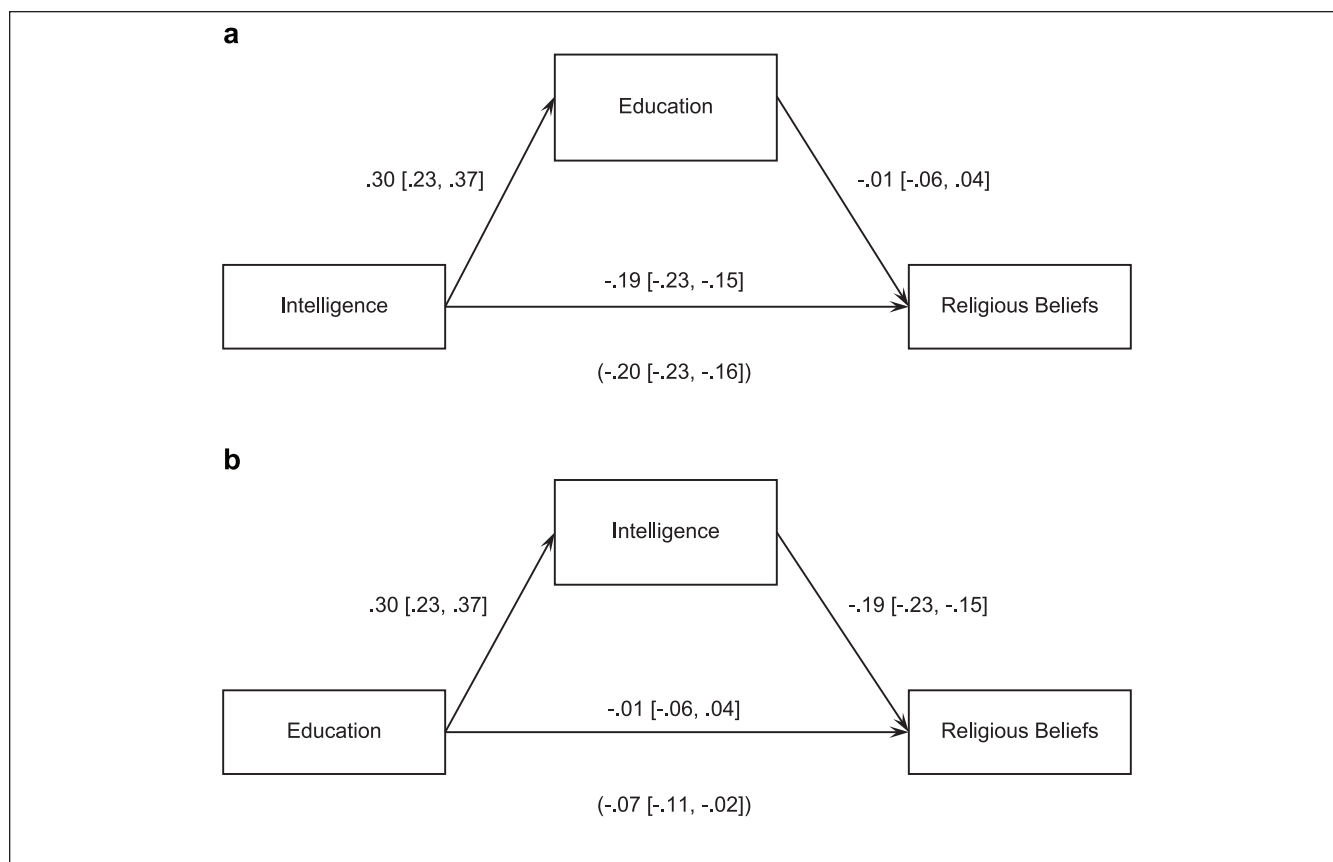 a
Education
.30 [.23, .37]
-.01 [-.06, .04]
-.19 [-.23, -.15]
Intelligence
Religious Beliefs
(-.20 [-.23, -.16])
b
Intelligence
.30 [.23, .37]
-.19 [-.23, -.15]
-.01 [-.06, .04]
Education
Religious Beliefs
(-.07 [-.11, -.02])